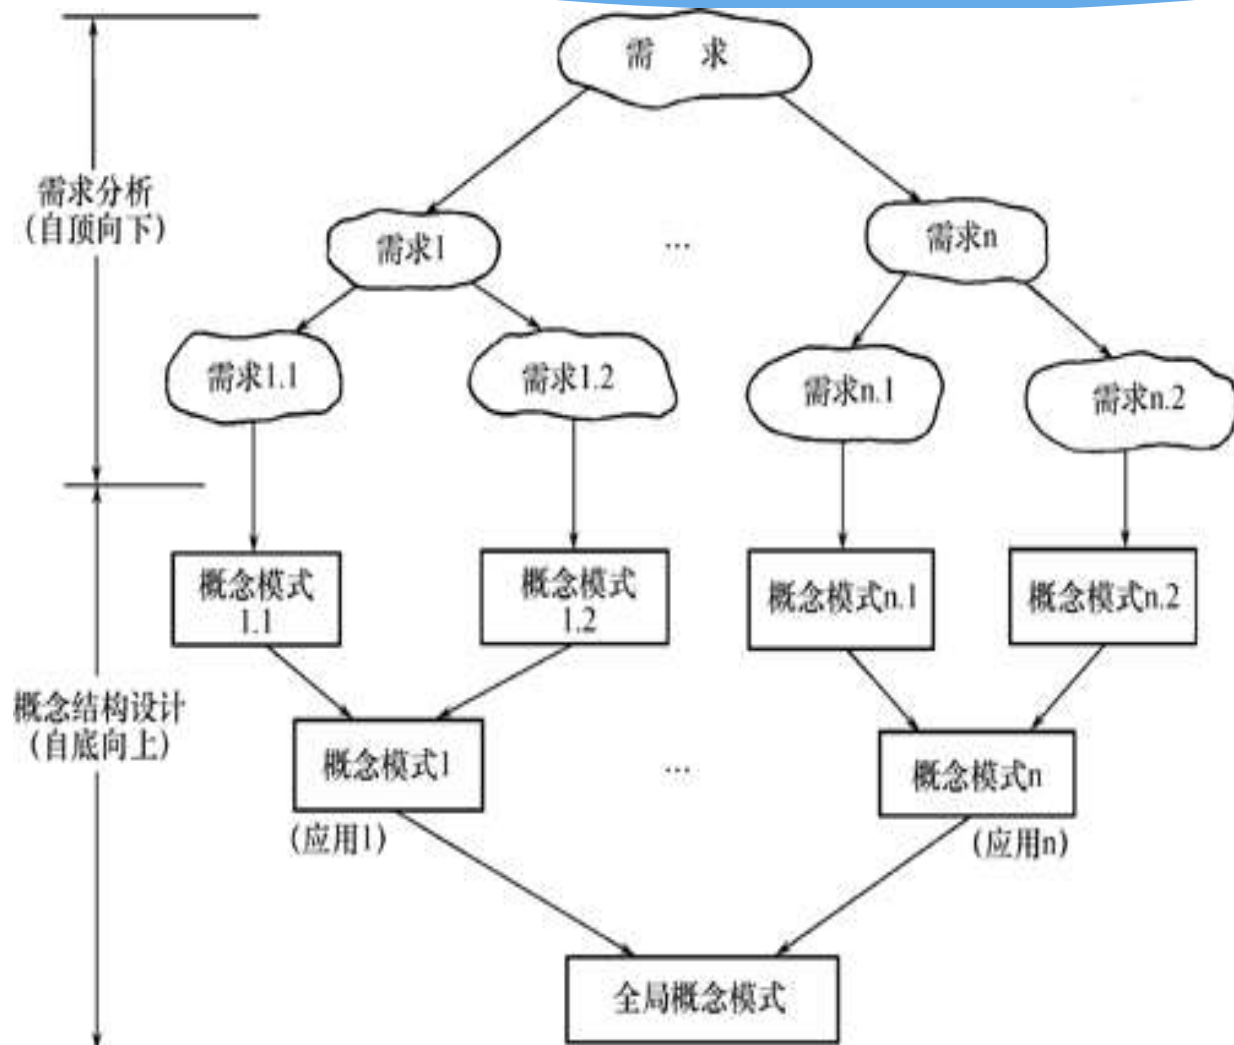 需 求
需求分析
(自顶向下)
需求1
...
需求n
需求1.1
需求1.2
需求n.1
需求n.2
概念模式
1.1
概念模式
1.2
概念模式n.1
概念模式n.2
概念结构设计
(自底向上)
概念模式1
...
概念模式n
(应用1)
(应用n)
全局概念模式